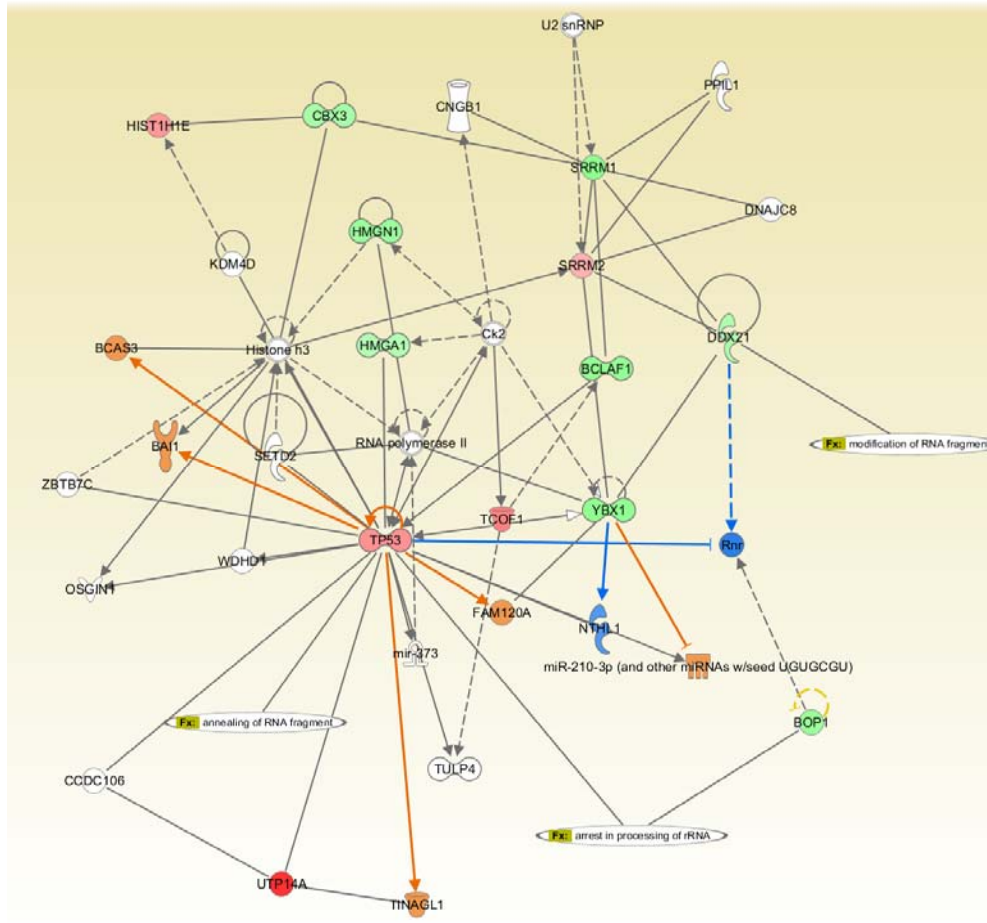 U2 snRNP
PPIL1
CNGB1
CBX3
HIST1H1E
SRRM1
DNAJC8
HMGN1
KDM4D
SRRM2
Ck2
DDX21
HMGA1
Histone h3
BCAS3
BCLAF1
RNA polymerase II
Fx: modification of RNA fragment
BAI1
SETD2
ZBTB7C
YBX1
TCOF1
TP53
Rnr
WDHD1
OSGIN1
FAM120A
NTHL1
mir-373
miR-210-3p (and other miRNAs w/seed UGUGCGU)
Fx: annealing of RNA fragment
BOP1
TULP4
CCDC106
Fx: arrest in processing of rRNA
UTP14A
TINAGL1